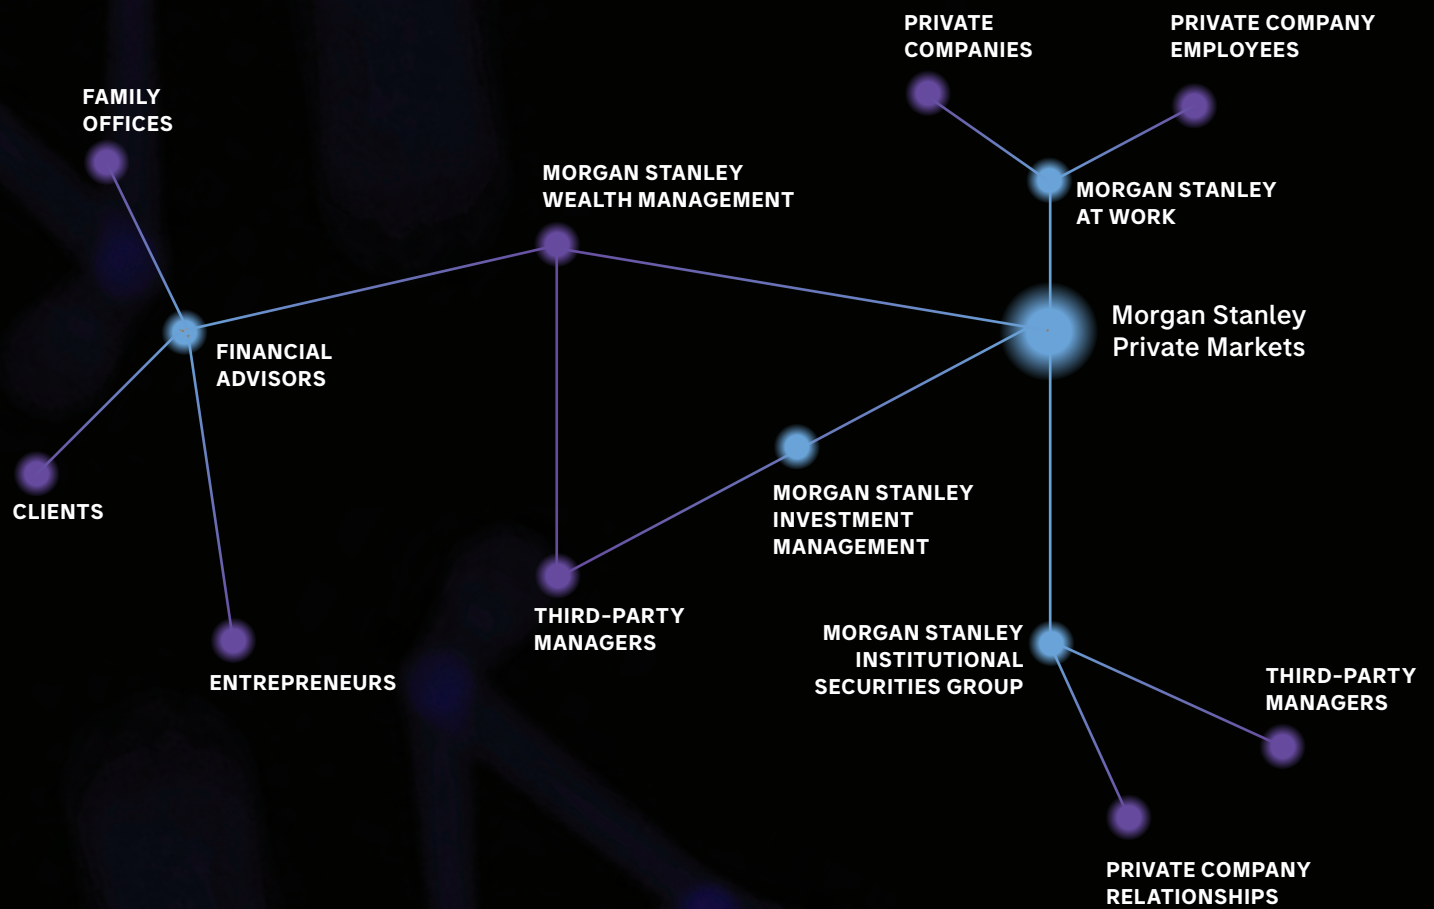 PRIVATE
COMPANIES
PRIVATE COMPANY
EMPLOYEES
FAMILY
OFFICES
MORGAN STANLEY
WEALTH MANAGEMENT
MORGAN STANLEY
AT WORK
Morgan Stanley
Private Markets
FINANCIAL
ADVISORS
CLIENTS
MORGAN STANLEY
INVESTMENT
MANAGEMENT
THIRD-PARTY
MANAGERS
MORGAN STANLEY
INSTITUTIONAL
SECURITIES GROUP
ENTREPRENEURS
THIRD-PARTY
MANAGERS
PRIVATE COMPANY
RELATIONSHIPS